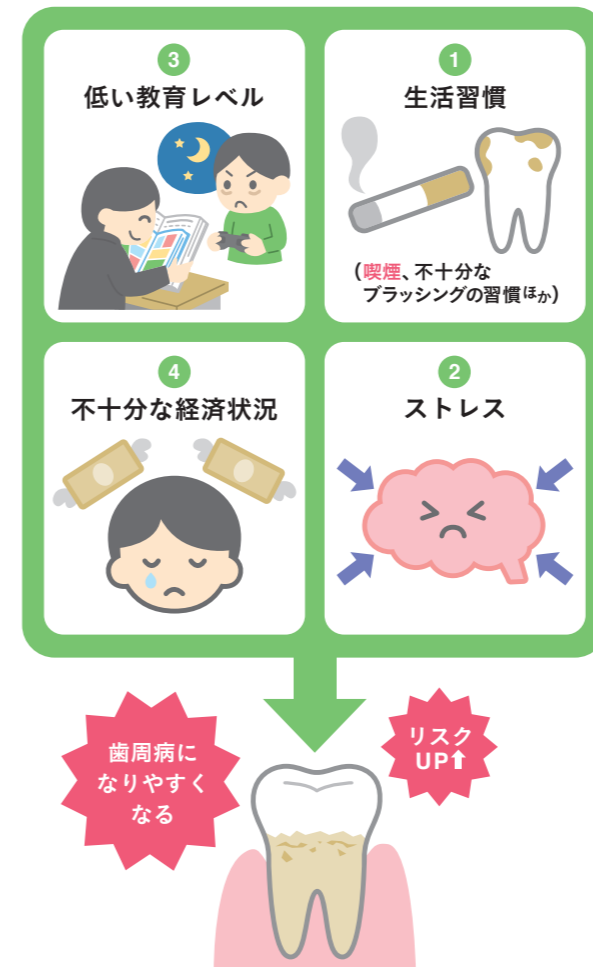 1
生活習慣
(喫煙、不十分な
ブラッシングの習慣ほか)
2
ストレス
3
低い教育レベル
4
不十分な経済状況
歯周病に
なりやすく
なる
リスク
UP⬆